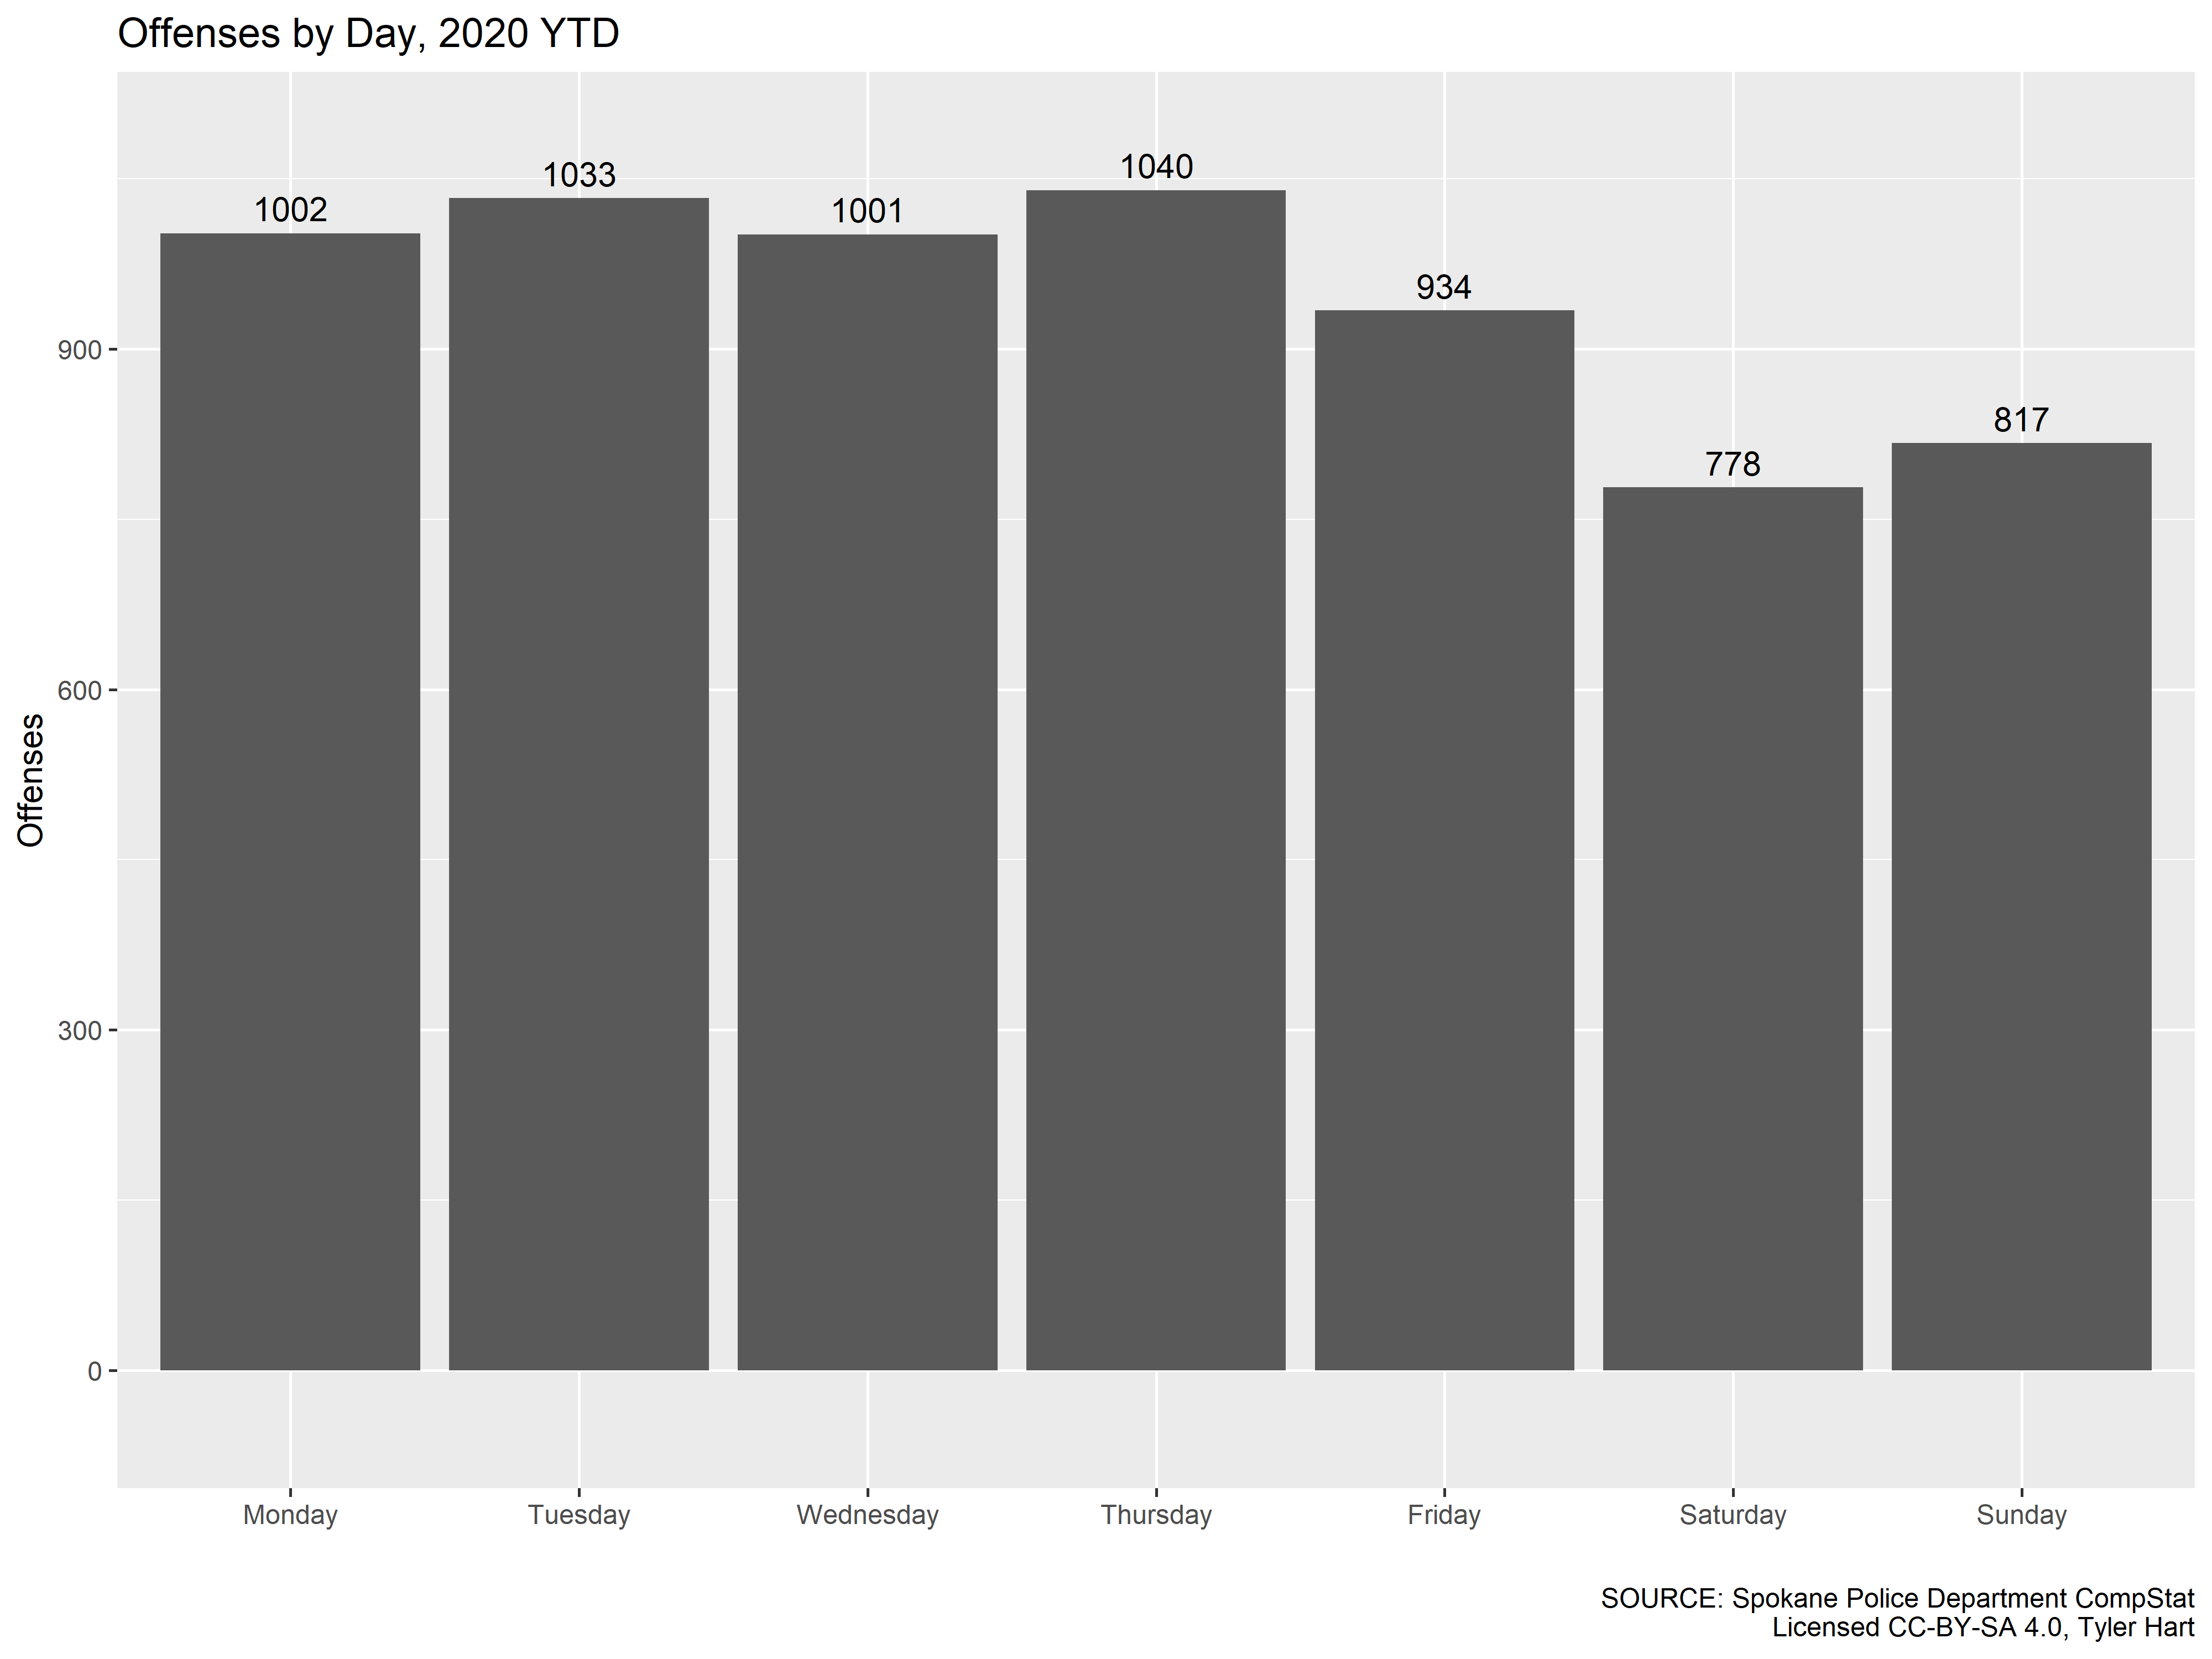 Offenses by Day, 2020 YTD
1002
1033
1001
1040
934
778
817
900
600
300
0
Offenses
Monday
Tuesday
Wednesday
Thursday
Friday
Saturday
Sunday
SOURCE: Spokane Police Department CompStat
Licensed CC-BY-SA 4.0, Tyler Hart